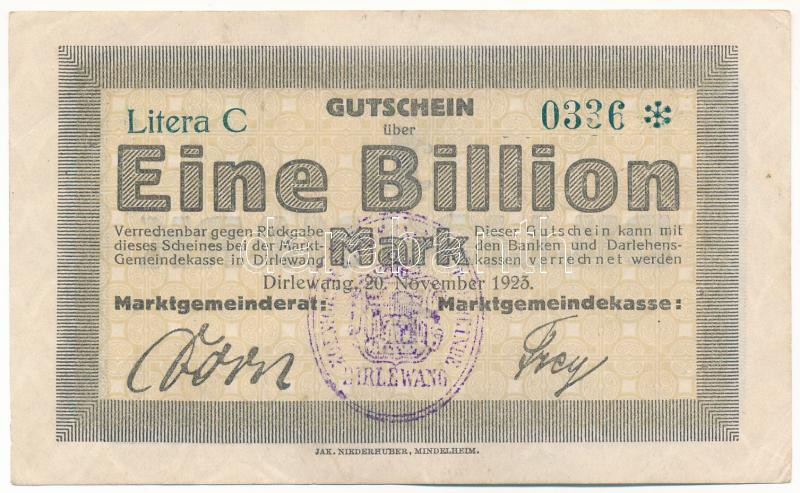 GUTSCHEIN
Litera C
0336 *
über
Eine Billion
Mark
Verrechenbar gegen Rückgabe
dieses Scheines bei der Markt-
Gemeindekasse in Dirlewang
Dieser Gutschein kann mit
den Banken und Darlehens-
kassen verrechnet werden
Dirlewang, 20. November 1923.
Marktgemeinderat:
Marktgemeindekasse:
Frey
DIRLEWANG
JAK. NIEDERHUBER, MINDELHEIM.